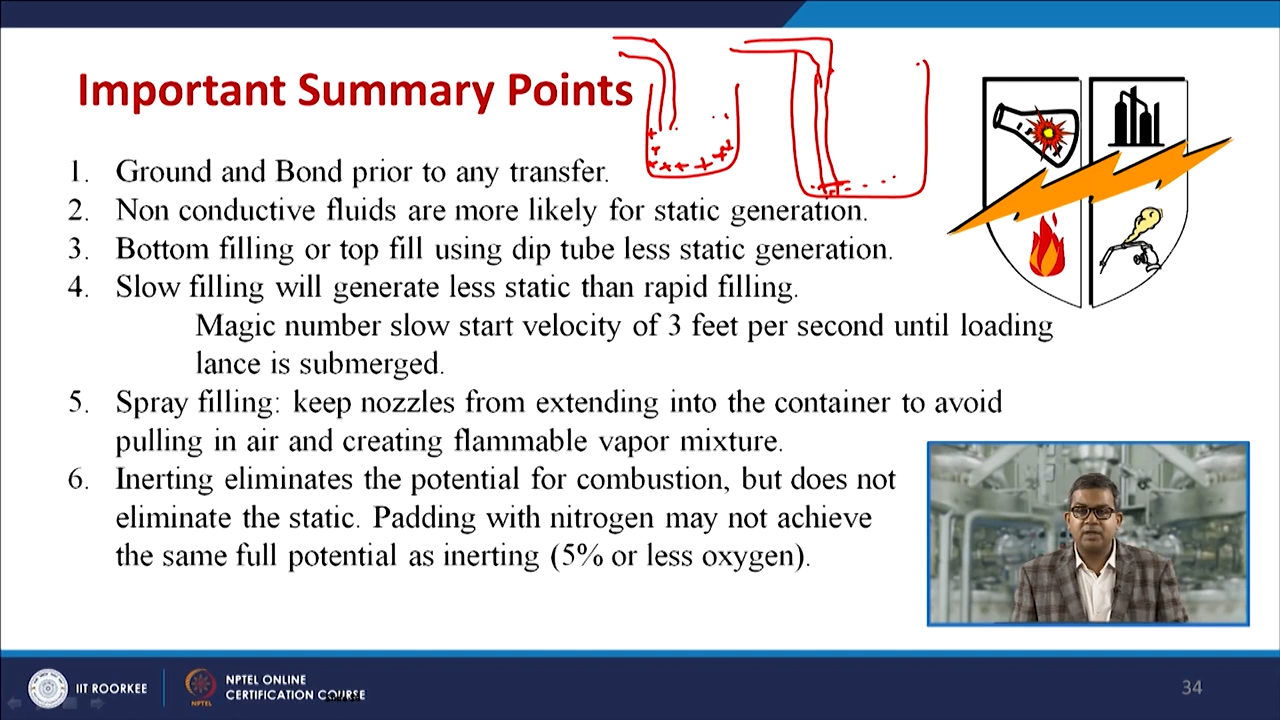 Important Summary Points
1. Ground and Bond prior to any transfer.
2. Non conductive fluids are more likely for static generation.
3. Bottom filling or top fill using dip tube less static generation.
4. Slow filling will generate less static than rapid filling.
Magic number slow start velocity of 3 feet per second until loading
lance is submerged.
5. Spray filling: keep nozzles from extending into the container to avoid
pulling in air and creating flammable vapor mixture.
6. Inerting eliminates the potential for combustion, but does not
eliminate the static. Padding with nitrogen may not achieve
the same full potential as inerting (5% or less oxygen).
IIT ROORKEE
NPTEL
NPTEL ONLINE
CERTIFICATION COURSE
34